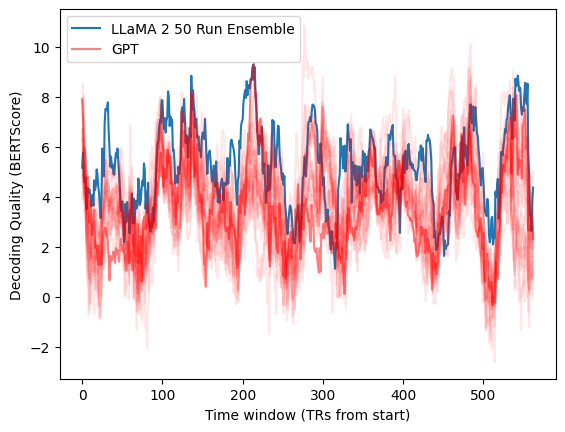 LLaMA 2 50 Run Ensemble
GPT
Decoding Quality (BERTScore)
10
8
6
4
2
0
−2
0 100 200 300 400 500
Time window (TRs from start)